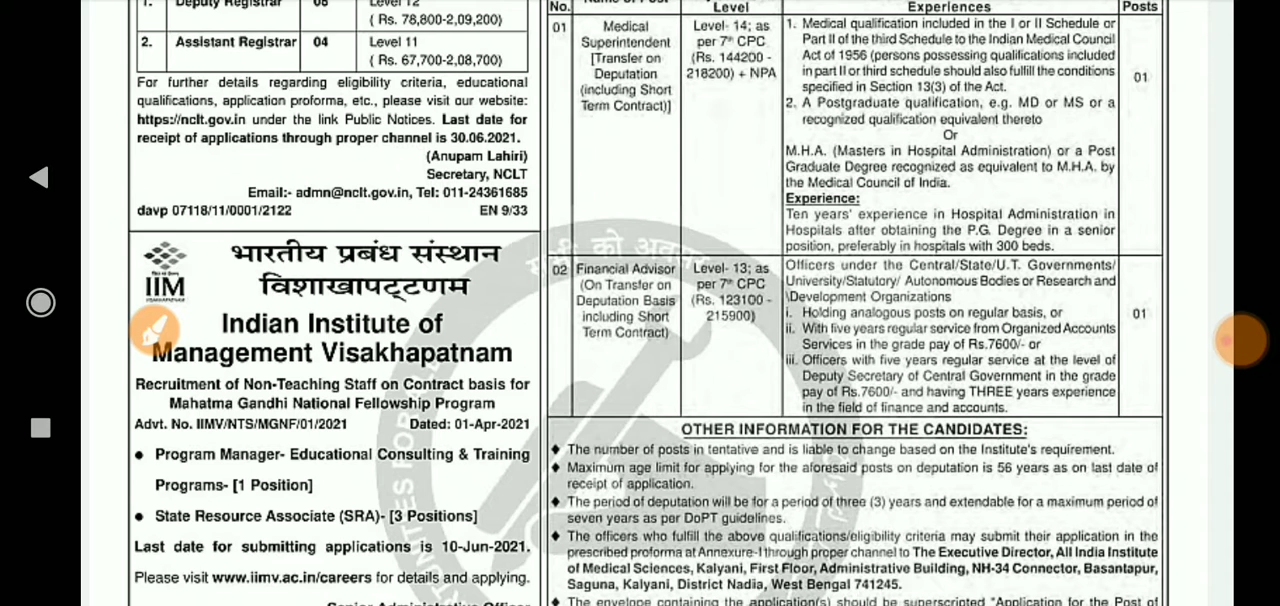 1. Deputy Registrar 05 Level 12
( Rs. 78,800-2,09,200)
2. Assistant Registrar 04 Level 11
( Rs. 67,700-2,08,700)
For further details regarding eligibility criteria, educational
qualifications, application proforma, etc., please visit our website:
https://nclt.gov.in under the link Public Notices. Last date for
receipt of applications through proper channel is 30.06.2021.
(Anupam Lahiri)
Secretary, NCLT
Email:- admn@nclt.gov.in, Tel: 011-24361685
davp 07118/11/0001/2122 EN 9/33
भारतीय प्रबंध संस्थान
विशाखापट्टणम
IIM
Indian Institute of
Management Visakhapatnam
Recruitment of Non-Teaching Staff on Contract basis for
Mahatma Gandhi National Fellowship Program
Advt. No. IIMV/NTS/MGNF/01/2021 Dated: 01-Apr-2021
• Program Manager- Educational Consulting & Training
Programs- [1 Position]
• State Resource Associate (SRA)- [3 Positions]
Last date for submitting applications is 10-Jun-2021.
Please visit www.iimv.ac.in/careers for details and applying.
Senior Administrative Officer
No. Name of Post Level Experiences Posts
01 Medical
Superintendent
[Transfer on
Deputation
(including Short
Term Contract)]
Level- 14; as
per 7th CPC
(Rs. 144200 -
218200) + NPA
1. Medical qualification included in the I or II Schedule or
Part II of the third Schedule to the Indian Medical Council
Act of 1956 (persons possessing qualifications included
in part II or third schedule should also fulfill the conditions
specified in Section 13(3) of the Act.
2. A Postgraduate qualification, e.g. MD or MS or a
recognized qualification equivalent thereto
Or
M.H.A. (Masters in Hospital Administration) or a Post
Graduate Degree recognized as equivalent to M.H.A. by
the Medical Council of India.
Experience:
Ten years' experience in Hospital Administration in
Hospitals after obtaining the P.G. Degree in a senior
position, preferably in hospitals with 300 beds.
01
02 Financial Advisor
(On Transfer on
Deputation Basis
including Short
Term Contract)
Level- 13; as
per 7th CPC
(Rs. 123100 -
215900)
Officers under the Central/State/U.T. Governments/
University/Statutory/ Autonomous Bodies or Research and
Development Organizations
i. Holding analogous posts on regular basis, or
ii. With five years regular service from Organized Accounts
Services in the grade pay of Rs.7600/- or
iii. Officers with five years regular service at the level of
Deputy Secretary of Central Government in the grade
pay of Rs.7600/- and having THREE years experience
in the field of finance and accounts.
01
OTHER INFORMATION FOR THE CANDIDATES:
♦ The number of posts in tentative and is liable to change based on the Institute's requirement.
♦ Maximum age limit for applying for the aforesaid posts on deputation is 56 years as on last date of
receipt of application.
♦ The period of deputation will be for a period of three (3) years and extendable for a maximum period of
seven years as per DoPT guidelines.
♦ The officers who fulfill the above qualifications/eligibility criteria may submit their application in the
prescribed proforma at Annexure-I through proper channel to The Executive Director, All India Institute
of Medical Sciences, Kalyani, First Floor, Administrative Building, NH-34 Connector, Basantapur,
Saguna, Kalyani, District Nadia, West Bengal 741245.
♦ The envelope containing the application(s) should be superscripted "Application for the Post of